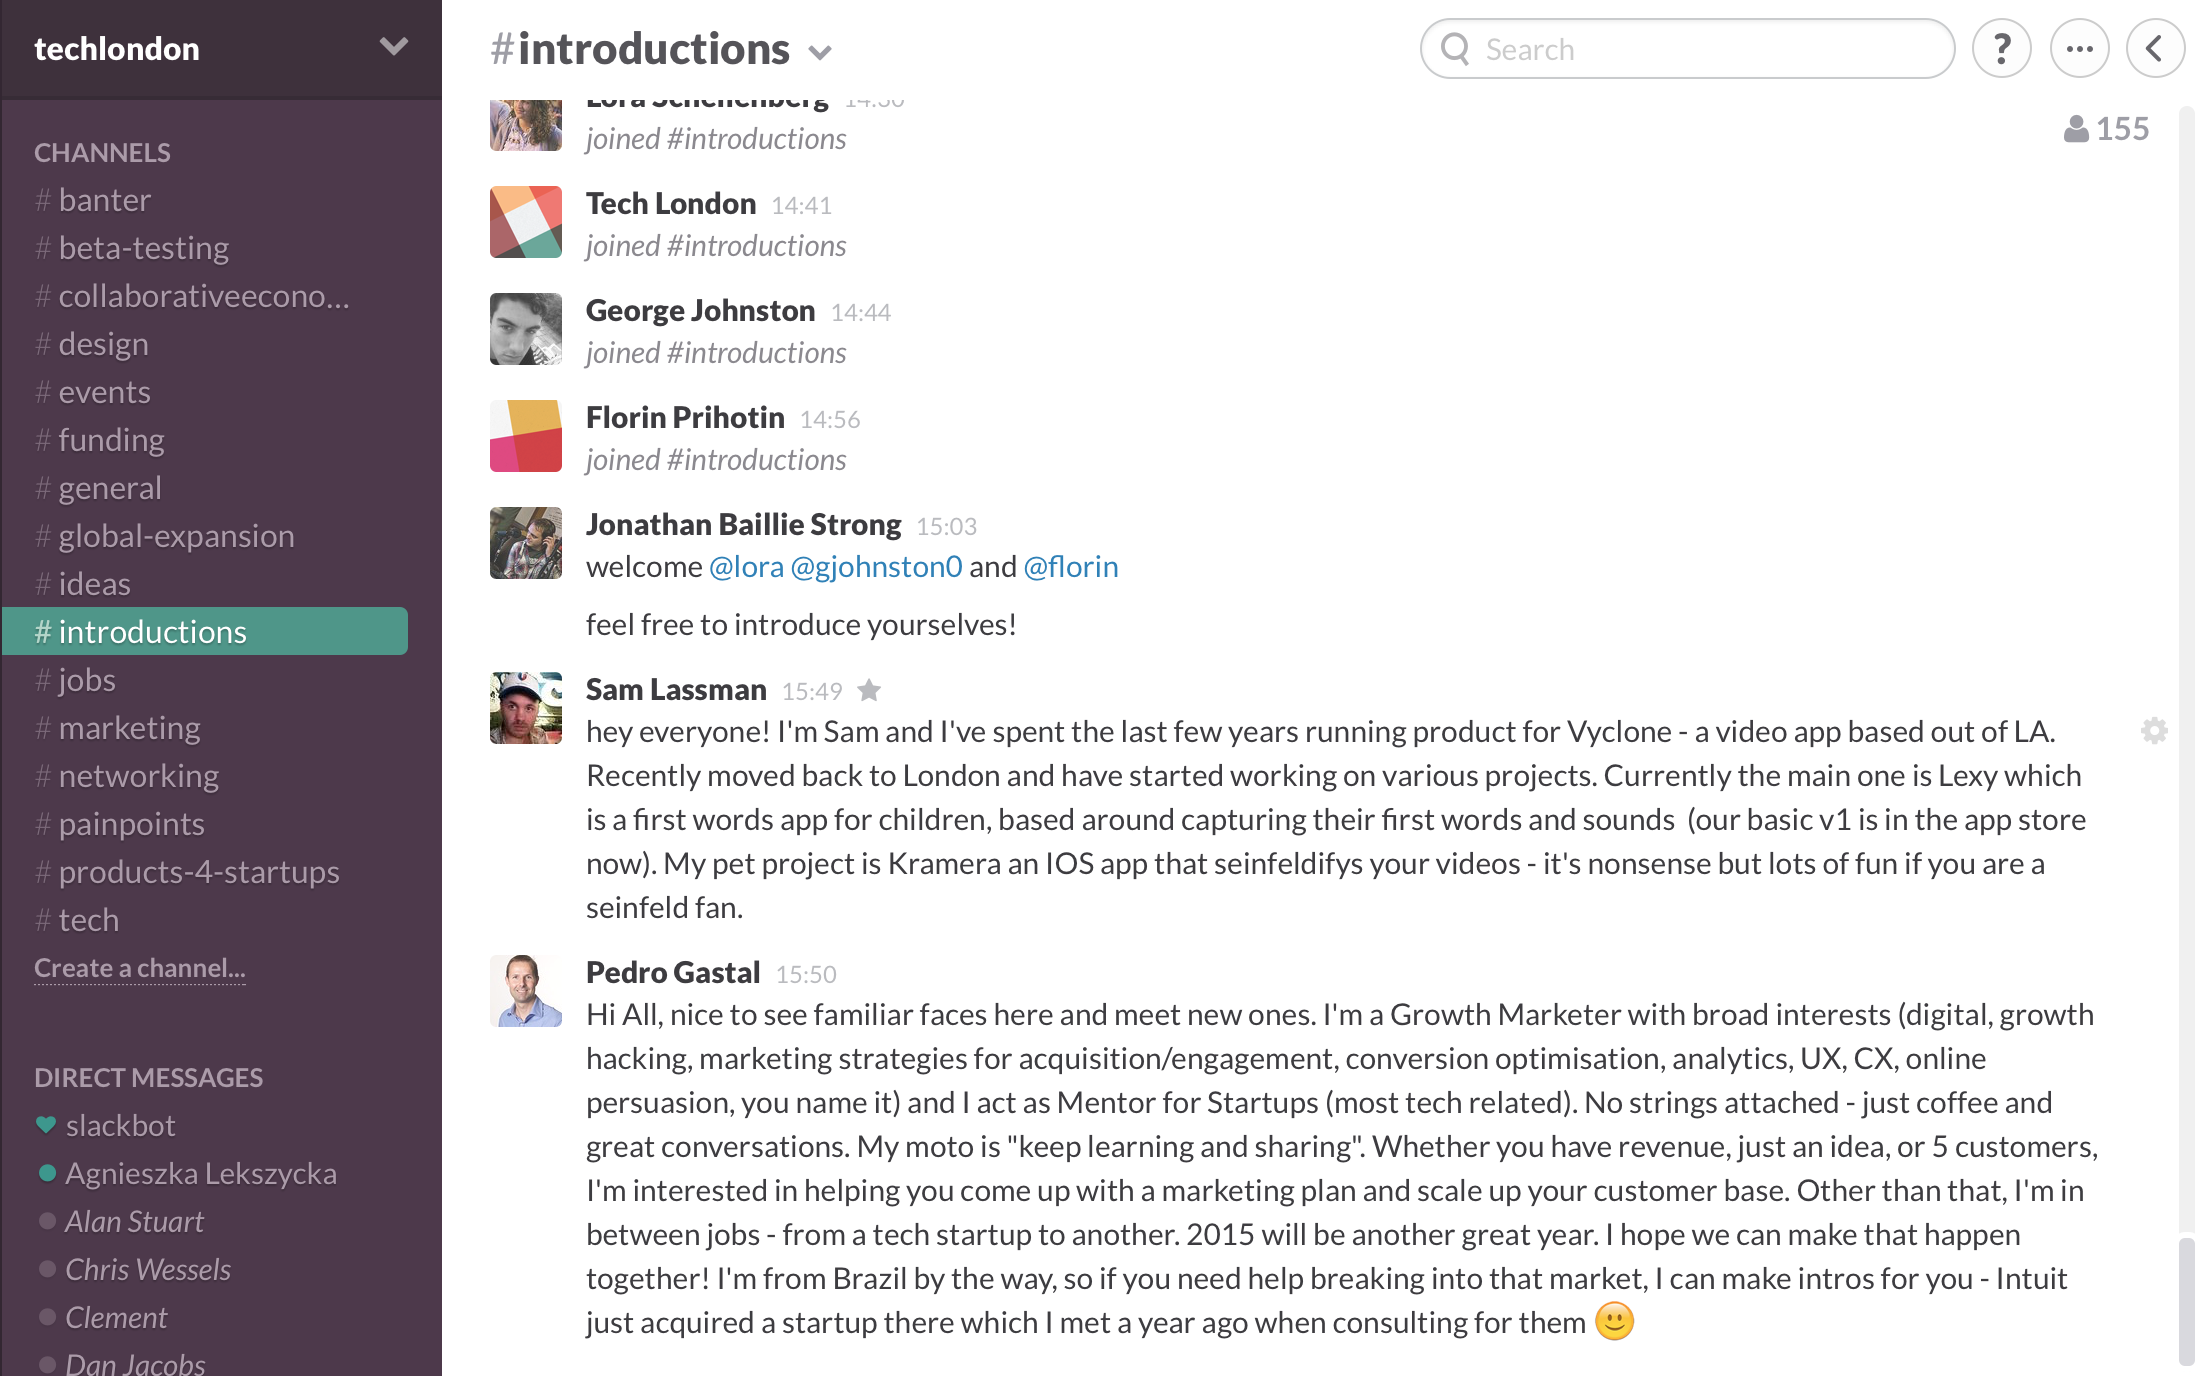 techlondon
CHANNELS
# banter
# beta-testing
# collaborativeecono...
# design
# events
# funding
# general
# global-expansion
# ideas
# introductions
# jobs
# marketing
# networking
# painpoints
# products-4-startups
# tech
Create a channel...
DIRECT MESSAGES
slackbot
Agnieszka Lekszycka
Alan Stuart
Chris Wessels
Clement
Dan Jacobs
#introductions
Search
?
155
Lora Schellenberg 14:30
joined #introductions
Tech London 14:41
joined #introductions
George Johnston 14:44
joined #introductions
Florin Prihotin 14:56
joined #introductions
Jonathan Baillie Strong 15:03
welcome @lora @gjohnston0 and @florin
feel free to introduce yourselves!
Sam Lassman 15:49
hey everyone! I'm Sam and I've spent the last few years running product for Vyclone - a video app based out of LA.
Recently moved back to London and have started working on various projects. Currently the main one is Lexy which
is a first words app for children, based around capturing their first words and sounds  (our basic v1 is in the app store
now). My pet project is Kramera an IOS app that seinfeldifys your videos - it's nonsense but lots of fun if you are a
seinfeld fan.
Pedro Gastal 15:50
Hi All, nice to see familiar faces here and meet new ones. I'm a Growth Marketer with broad interests (digital, growth
hacking, marketing strategies for acquisition/engagement, conversion optimisation, analytics, UX, CX, online
persuasion, you name it) and I act as Mentor for Startups (most tech related). No strings attached - just coffee and
great conversations. My moto is "keep learning and sharing". Whether you have revenue, just an idea, or 5 customers,
I'm interested in helping you come up with a marketing plan and scale up your customer base. Other than that, I'm in
between jobs - from a tech startup to another. 2015 will be another great year. I hope we can make that happen
together! I'm from Brazil by the way, so if you need help breaking into that market, I can make intros for you - Intuit
just acquired a startup there which I met a year ago when consulting for them 🙂